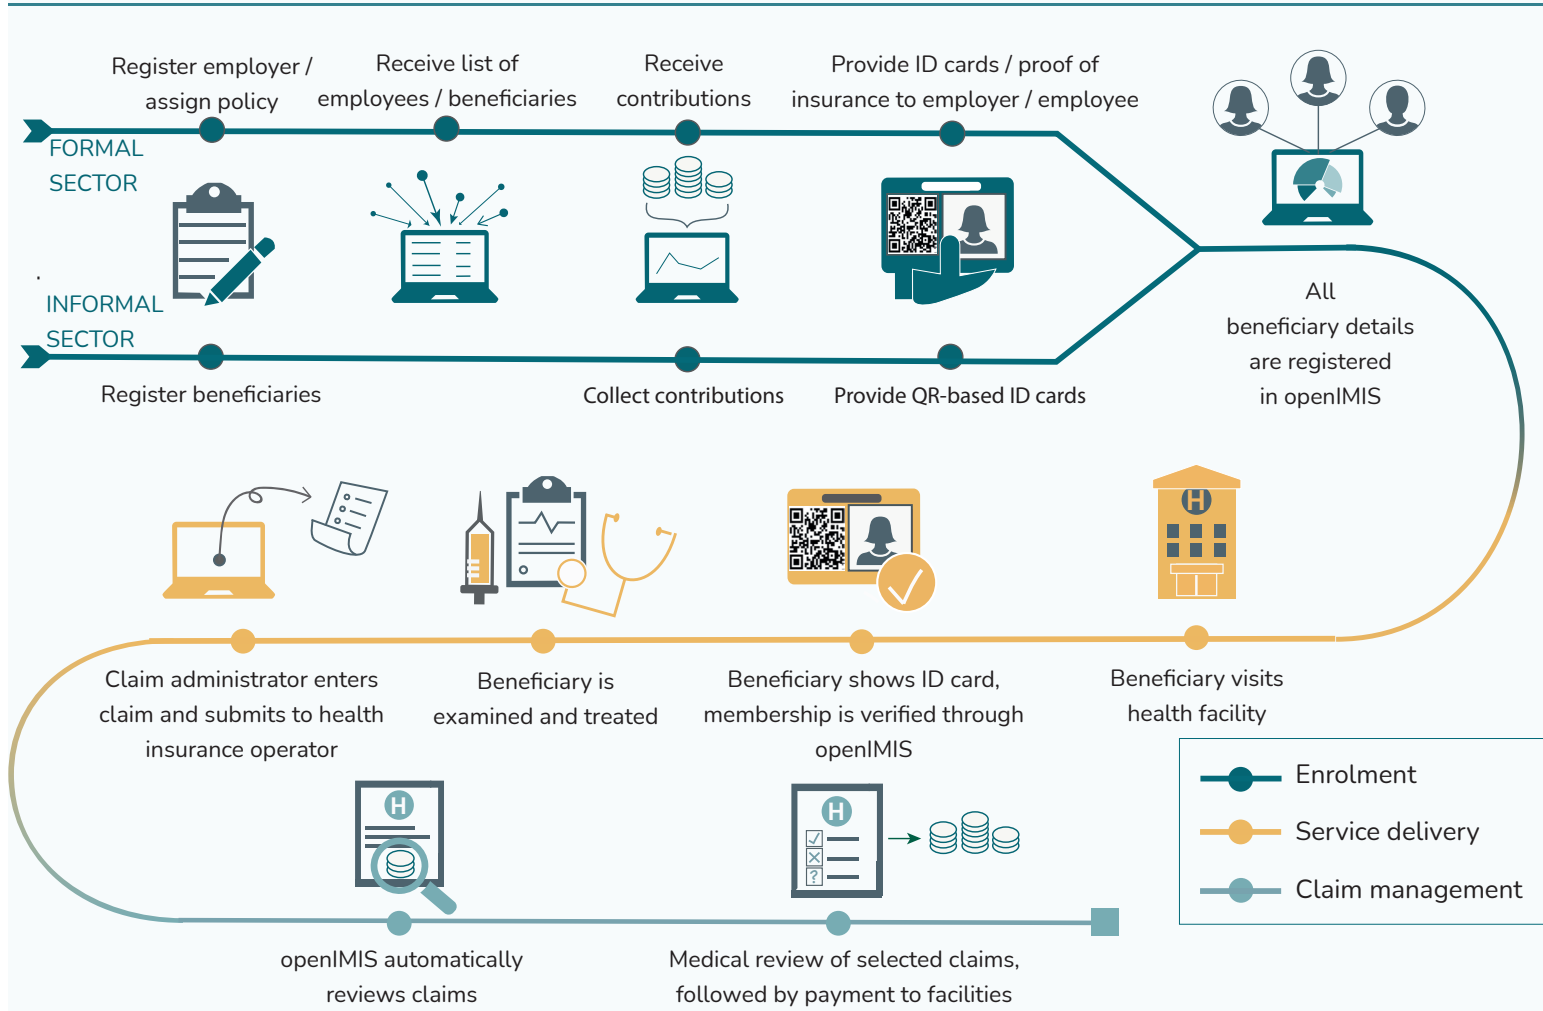 Register employer /
assign policy
Receive list of
employees / beneficiaries
Receive
contributions
Provide ID cards / proof of
insurance to employer / employee
FORMAL
SECTOR
INFORMAL
SECTOR
Register beneficiaries
Collect contributions
Provide QR-based ID cards
All
beneficiary details
are registered
in openIMIS
H
Claim administrator enters
claim and submits to health
insurance operator
Beneficiary is
examined and treated
Beneficiary shows ID card,
membership is verified through
openIMIS
Beneficiary visits
health facility
H
H
?
openIMIS automatically
reviews claims
Medical review of selected claims,
followed by payment to facilities
Enrolment
Service delivery
Claim management